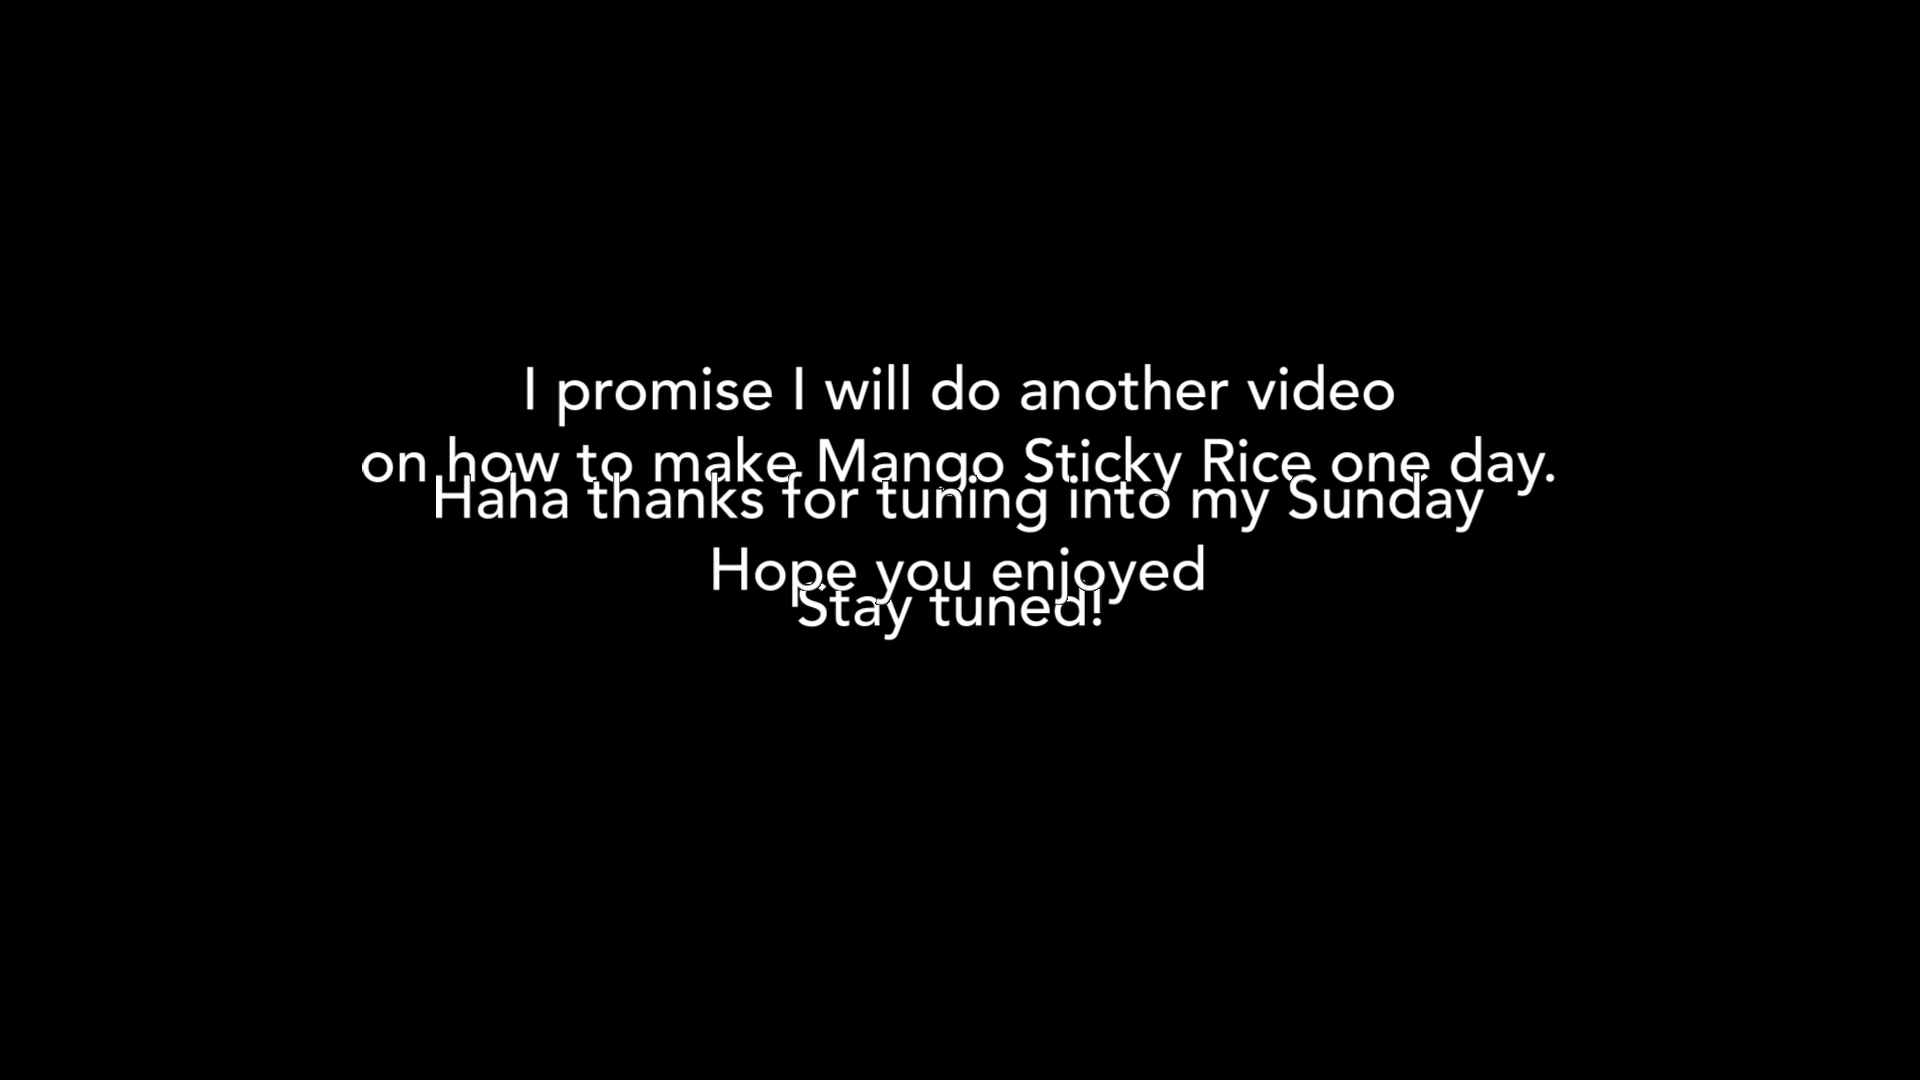 I promise I will do another video
on how to make Mango Sticky Rice one day.
Haha thanks for tuning into my Sunday
Hope you enjoyed
Stay tuned!